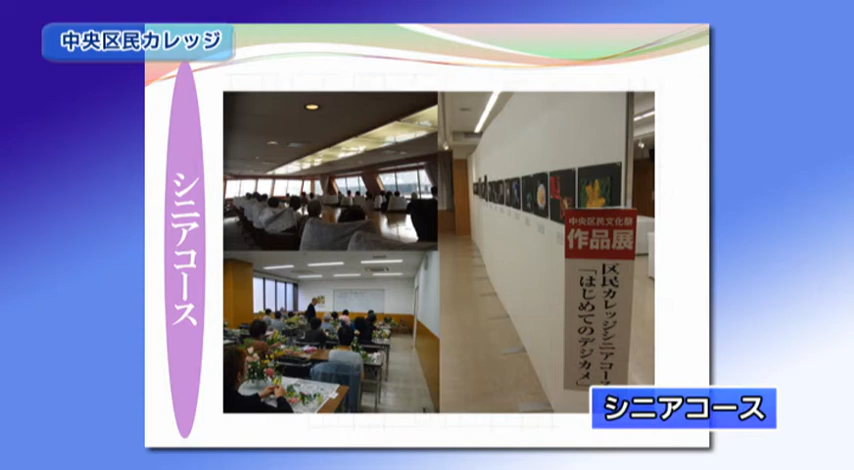 中央区民カレッジ
シニアコース
中央区民文化祭
作品展
区民カレッジシニアコース
「はじめてのデジカメ」
シニアコース